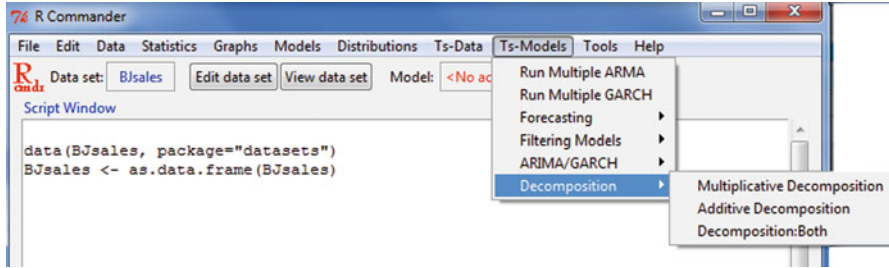 R Commander
File Edit Data Statistics Graphs Models Distributions Ts-Data Ts-Models Tools Help
R cmdr Data set: BJsales Edit data set View data set Model: <No ac
Script Window
data(BJsales, package="datasets")
BJsales <- as.data.frame(BJsales)
Run Multiple ARMA
Run Multiple GARCH
Forecasting
Filtering Models
ARIMA/GARCH
Decomposition
Multiplicative Decomposition
Additive Decomposition
Decomposition:Both